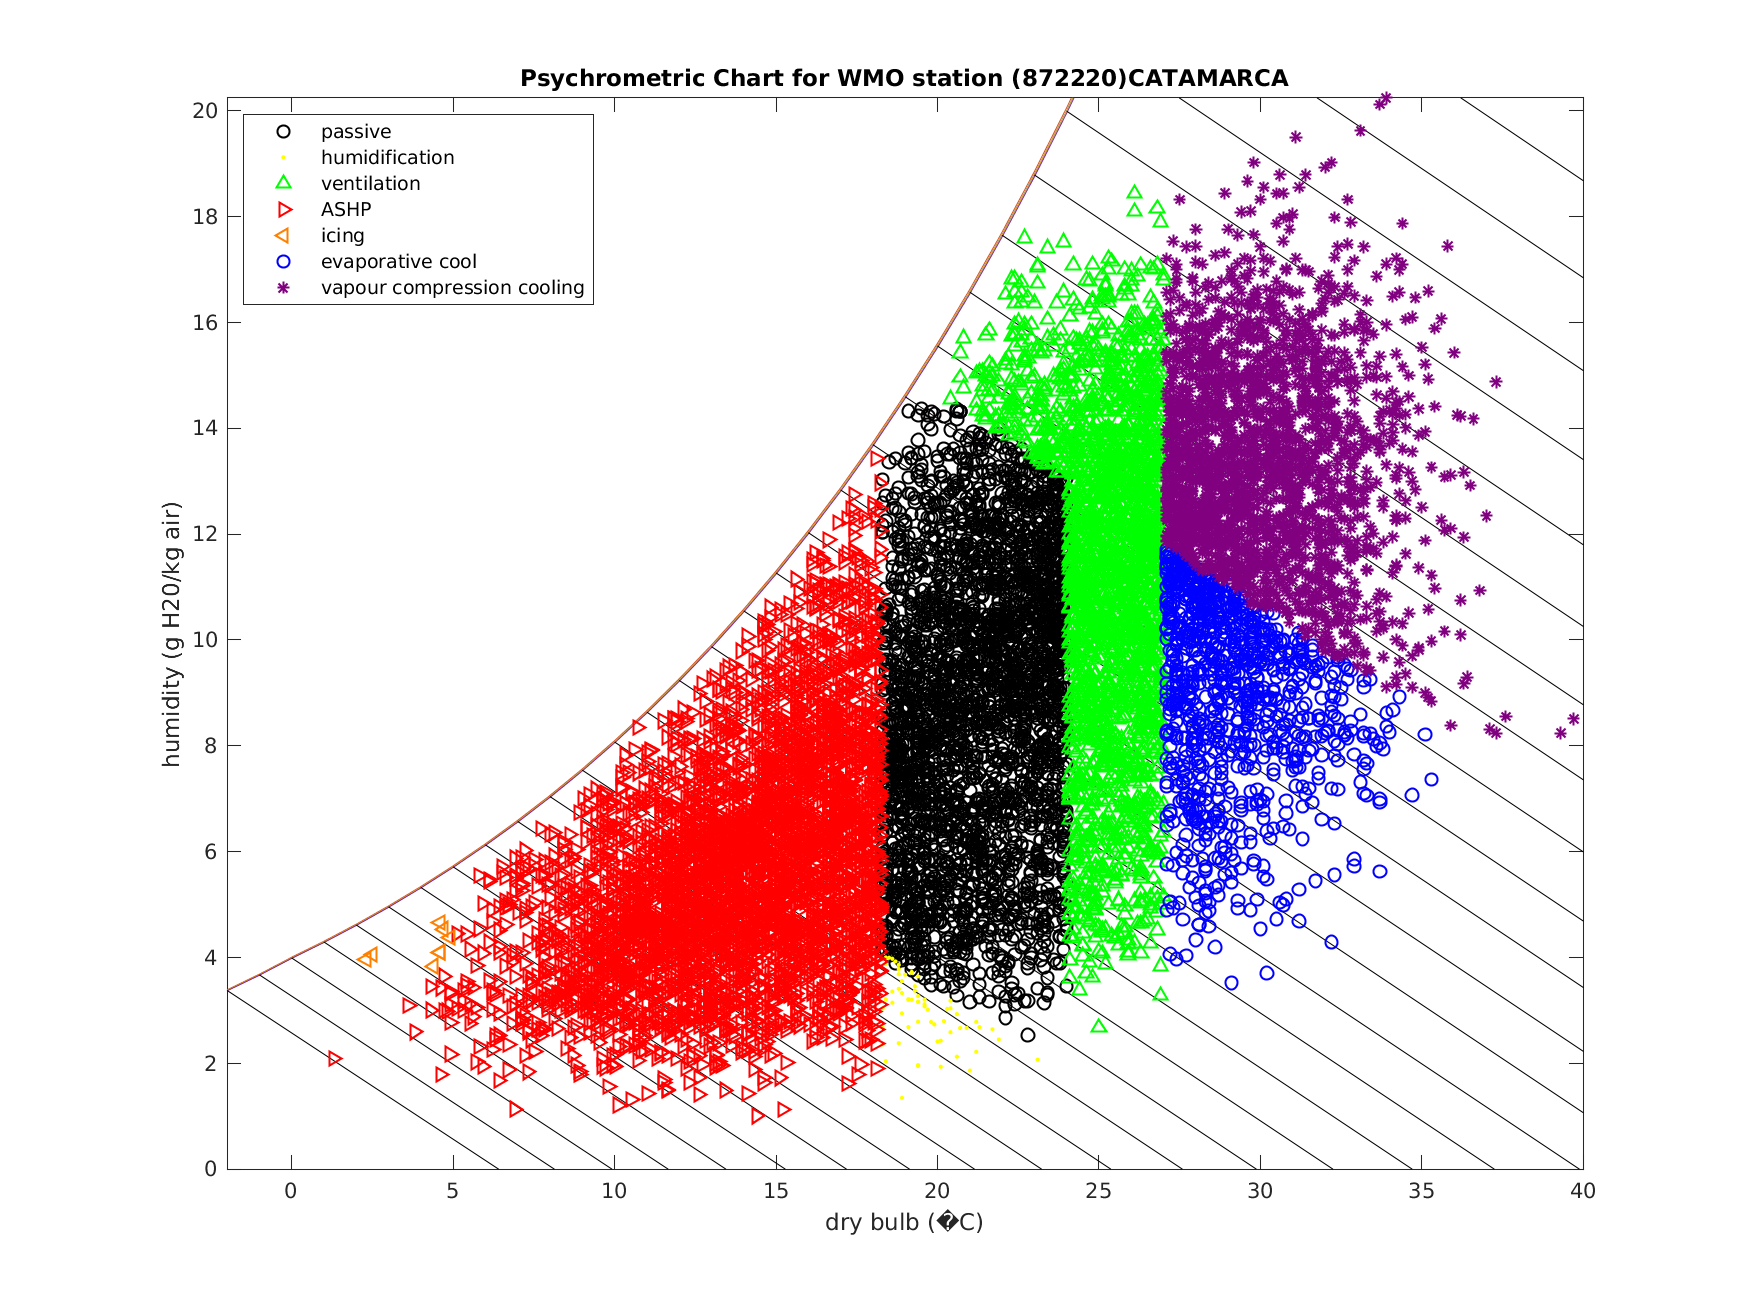 Psychrometric Chart for WMO station (872220)CATAMARCA
passive
humidification
ventilation
ASHP
icing
evaporative cool
vapour compression cooling
20
18
16
14
12
10
8
6
4
2
0
humidity (g H20/kg air)
0 5 10 15 20 25 30 35 40
dry bulb (�C)